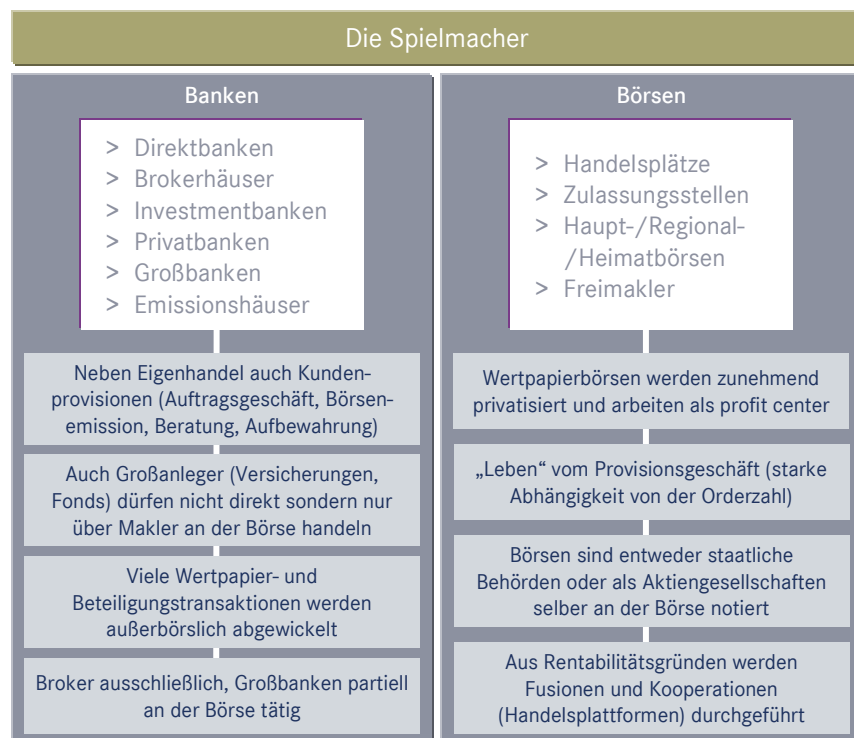 Die Spielmacher
Banken
> Direktbanken
> Brokerhäuser
> Investmentbanken
> Privatbanken
> Großbanken
> Emissionshäuser
Neben Eigenhandel auch Kunden-
provisionen (Auftragsgeschäft, Börsen-
emission, Beratung, Aufbewahrung)
Auch Großanleger (Versicherungen,
Fonds) dürfen nicht direkt sondern nur
über Makler an der Börse handeln
Viele Wertpapier- und
Beteiligungstransaktionen werden
außerbörslich abgewickelt
Broker ausschließlich, Großbanken partiell
an der Börse tätig
Börsen
> Handelsplätze
> Zulassungsstellen
> Haupt-/Regional-
/Heimatbörsen
> Freimakler
Wertpapierbörsen werden zunehmend
privatisiert und arbeiten als profit center
„Leben“ vom Provisionsgeschäft (starke
Abhängigkeit von der Orderzahl)
Börsen sind entweder staatliche
Behörden oder als Aktiengesellschaften
selber an der Börse notiert
Aus Rentabilitätsgründen werden
Fusionen und Kooperationen
(Handelsplattformen) durchgeführt